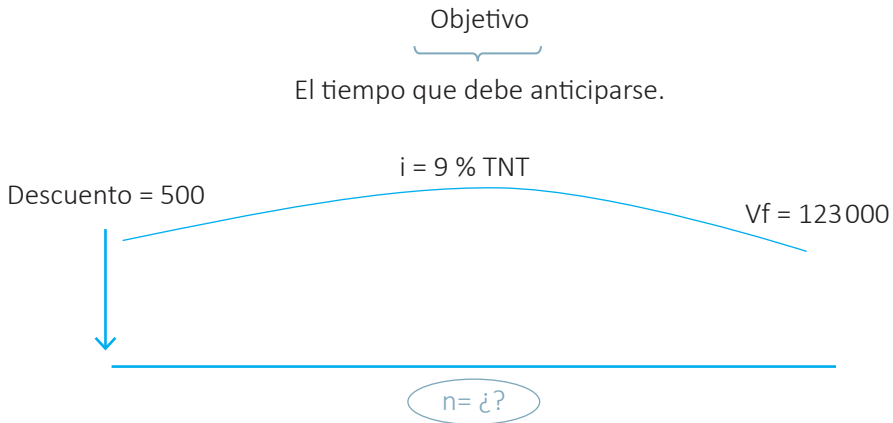 Objetivo
El tiempo que debe anticiparse.
i = 9 % TNT
Descuento = 500
Vf = 123 000
n= ¿?